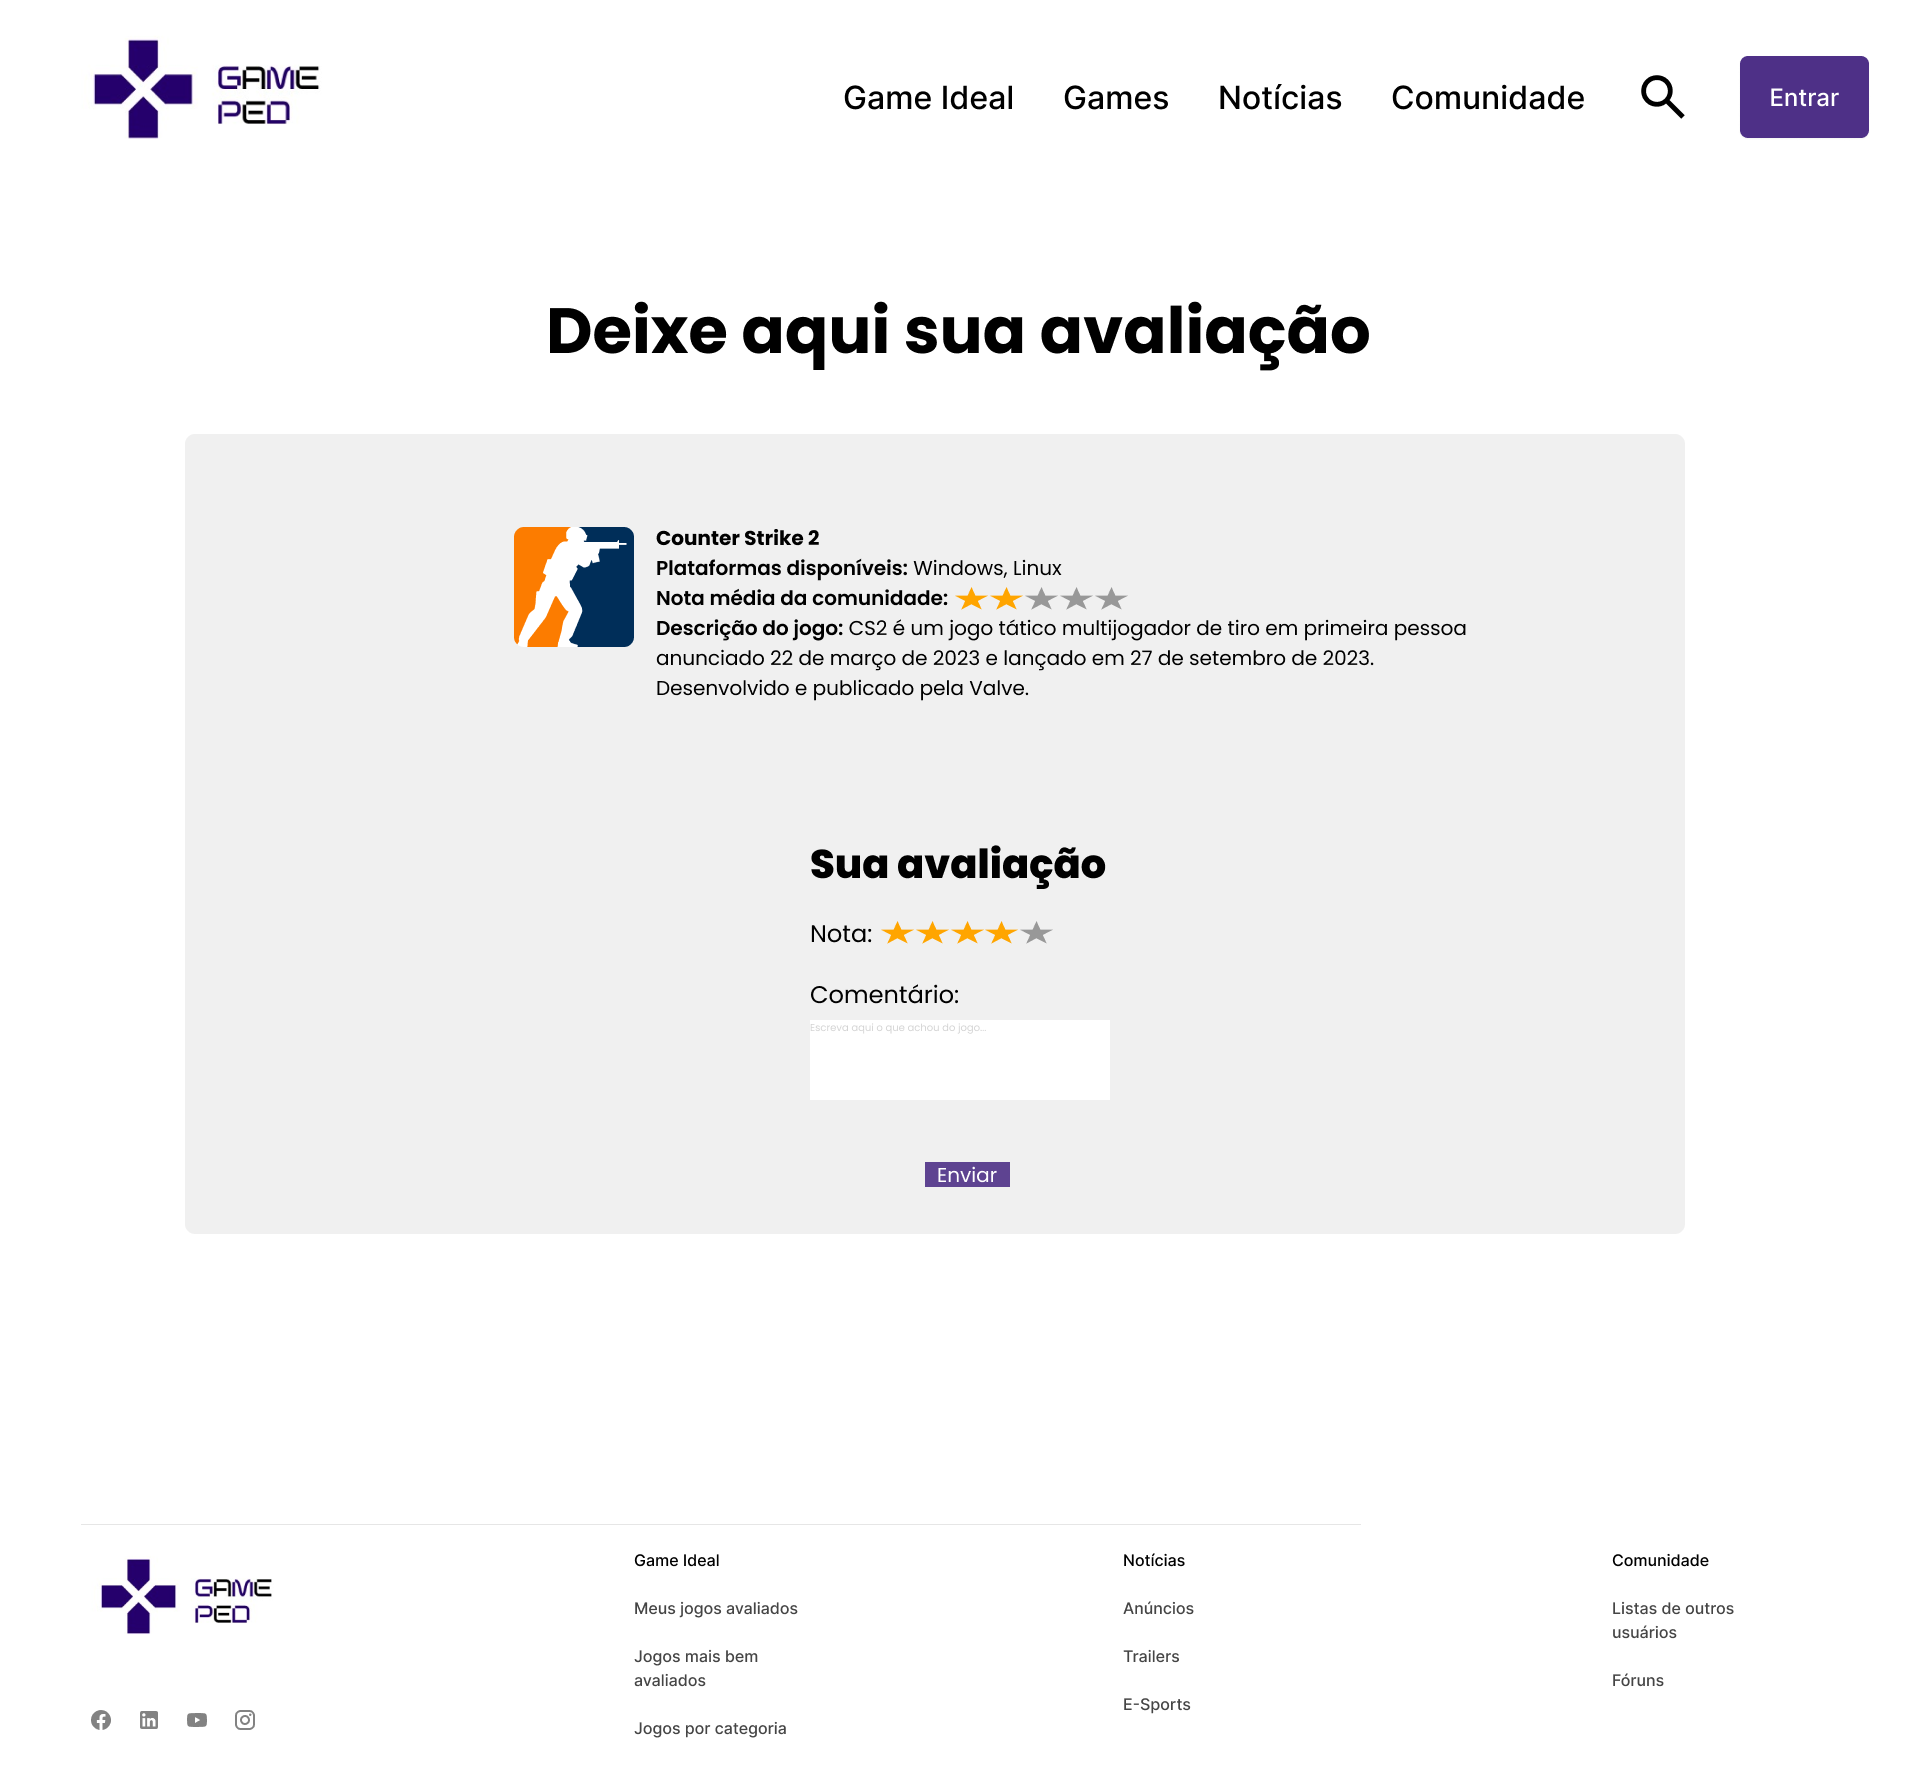 GAME
PED
Game Ideal
Games
Notícias
Comunidade
Entrar
Deixe aqui sua avaliação
Counter Strike 2
Plataformas disponíveis: Windows, Linux
Nota média da comunidade:
Descrição do jogo: CS2 é um jogo tático multijogador de tiro em primeira pessoa
anunciado 22 de março de 2023 e lançado em 27 de setembro de 2023.
Desenvolvido e publicado pela Valve.
Sua avaliação
Nota:
Comentário:
Escreva aqui o que achou do jogo...
Enviar
GAME
PED
Game Ideal
Meus jogos avaliados
Jogos mais bem
avaliados
Jogos por categoria
Notícias
Anúncios
Trailers
E-Sports
Comunidade
Listas de outros
usuários
Fóruns